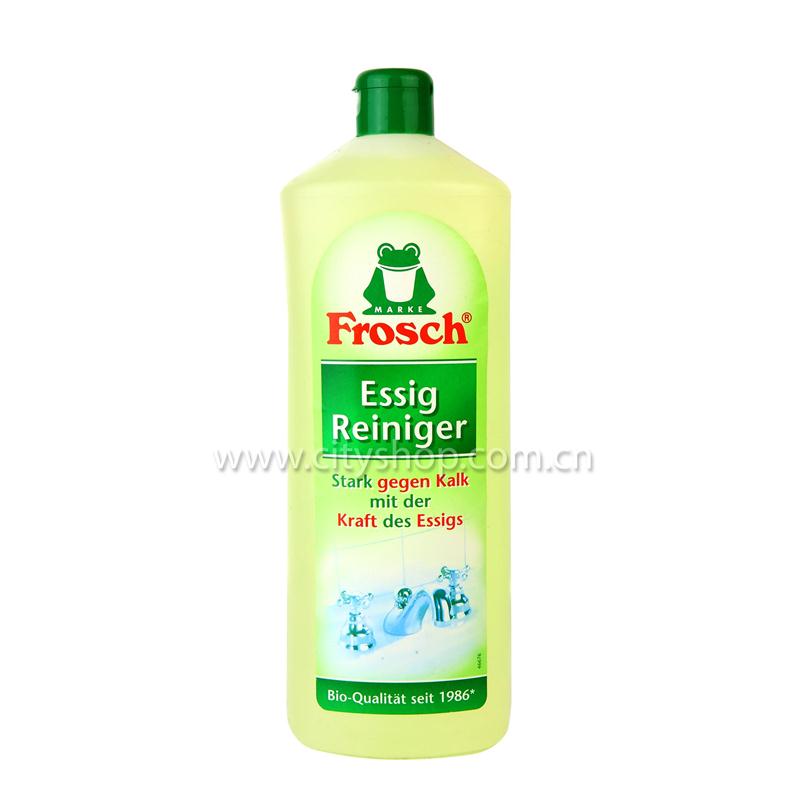 MARKE
Frosch®
Essig
Reiniger
www.cityshop.com.cn
Stark gegen Kalk
mit der
Kraft des Essigs
46676
Bio-Qualität seit 1986*